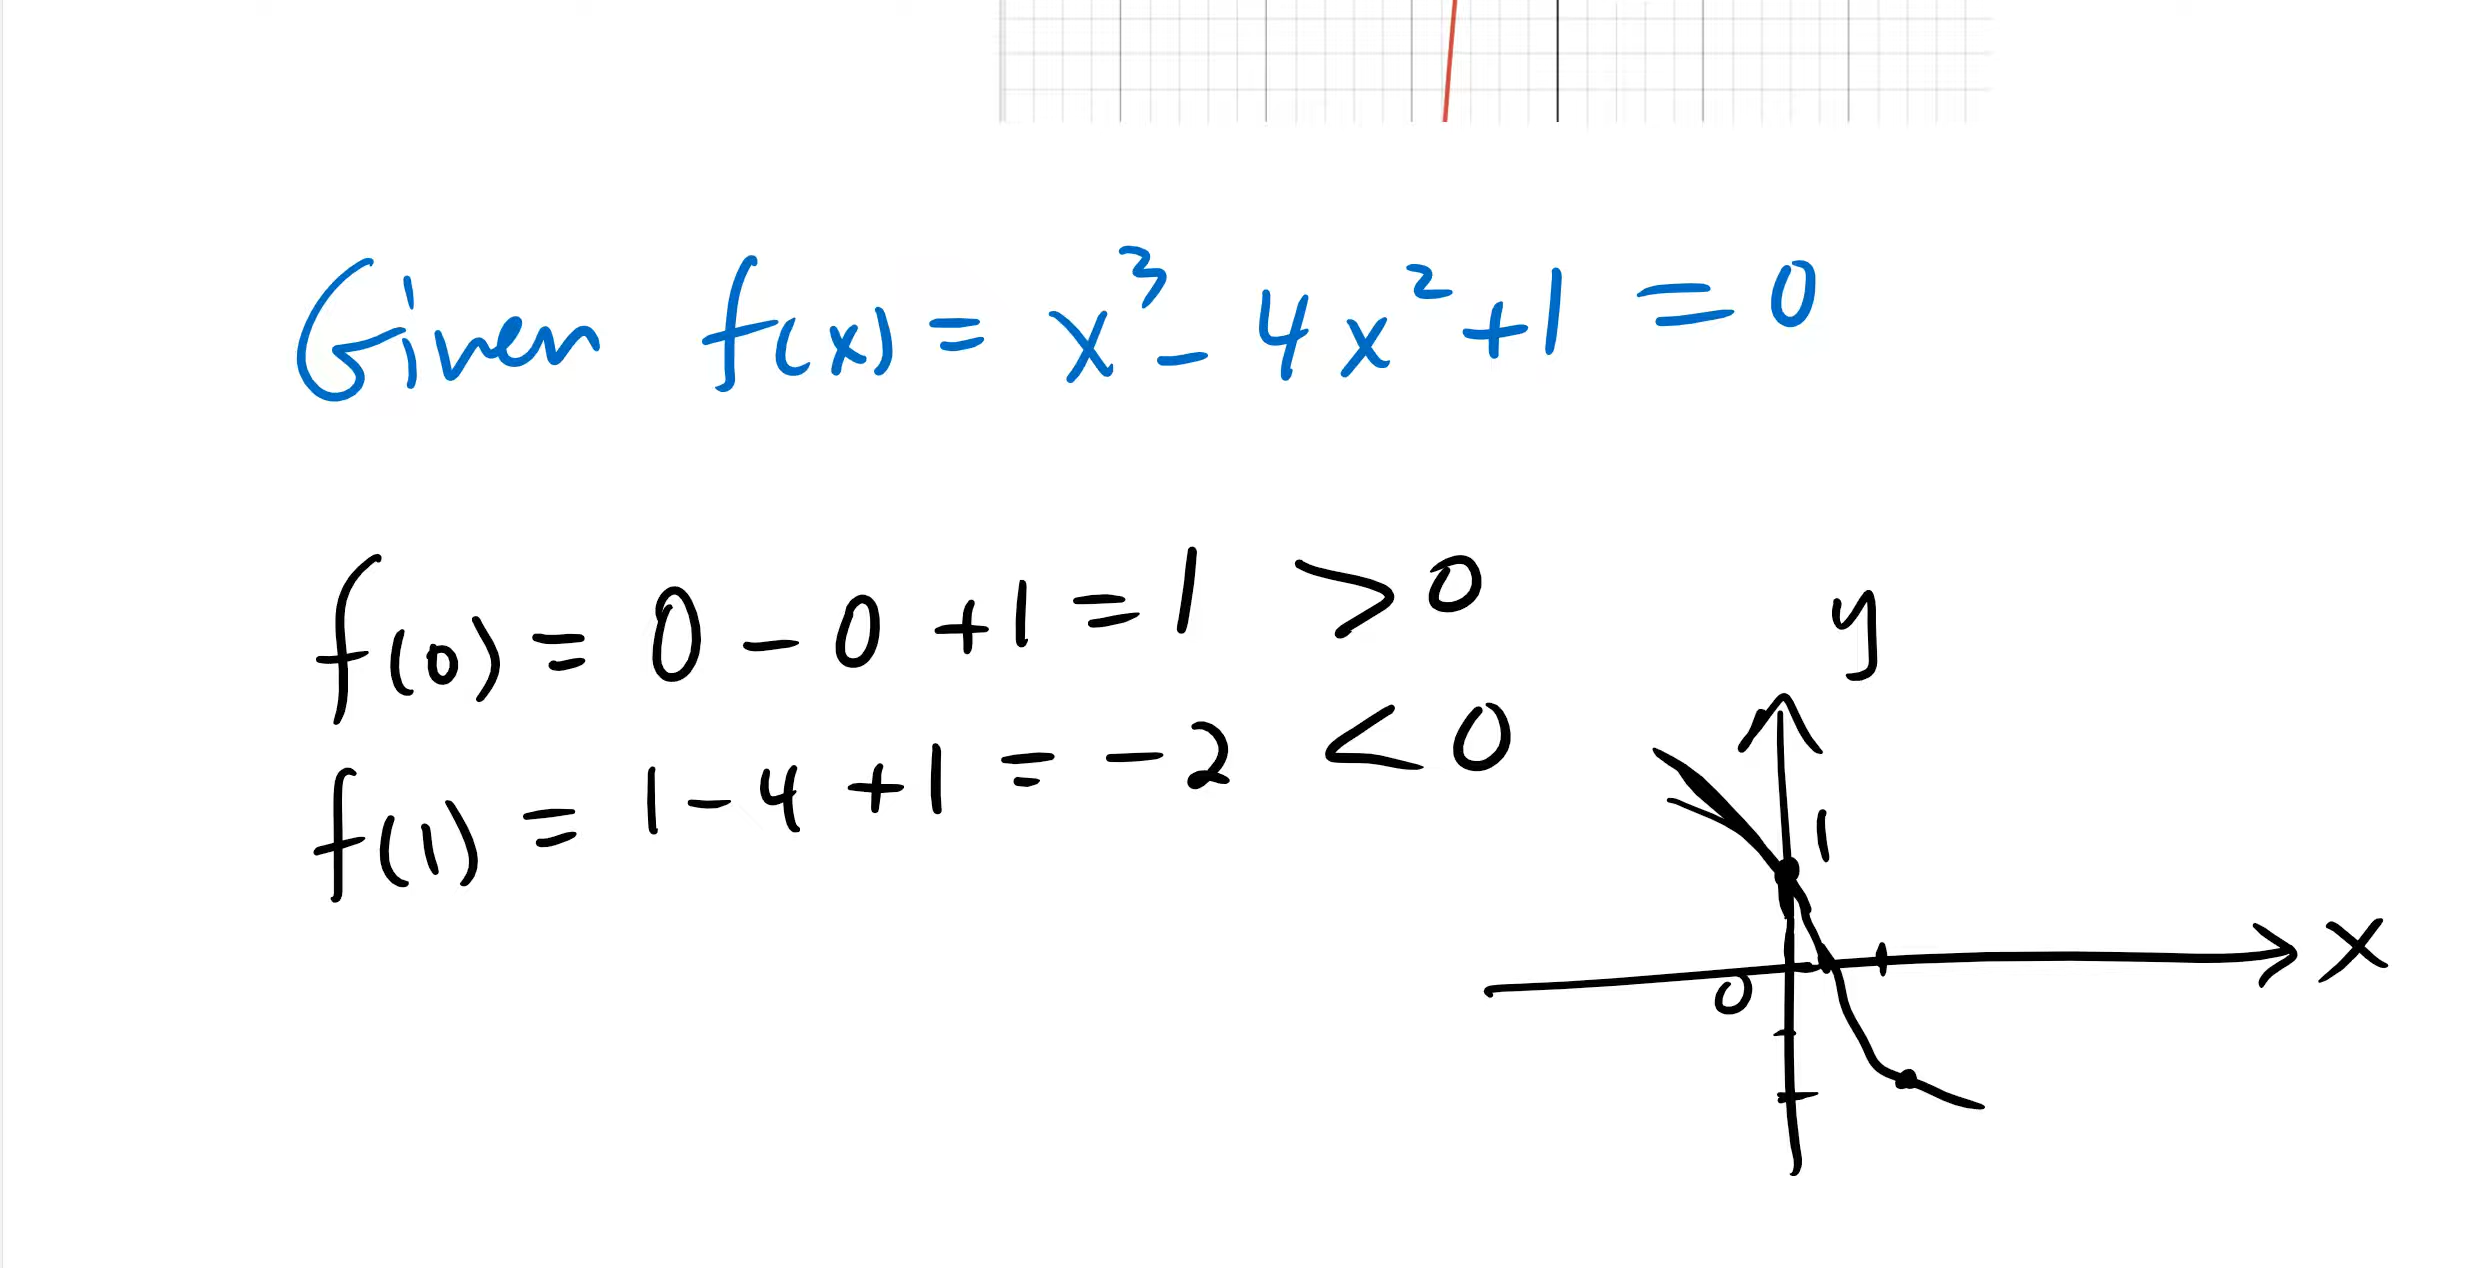 Given f(x) = x³ - 4x² + 1 = 0
f(0) = 0 - 0 + 1 = 1 > 0
f(1) = 1 - 4 + 1 = -2 < 0
y
1
0
x